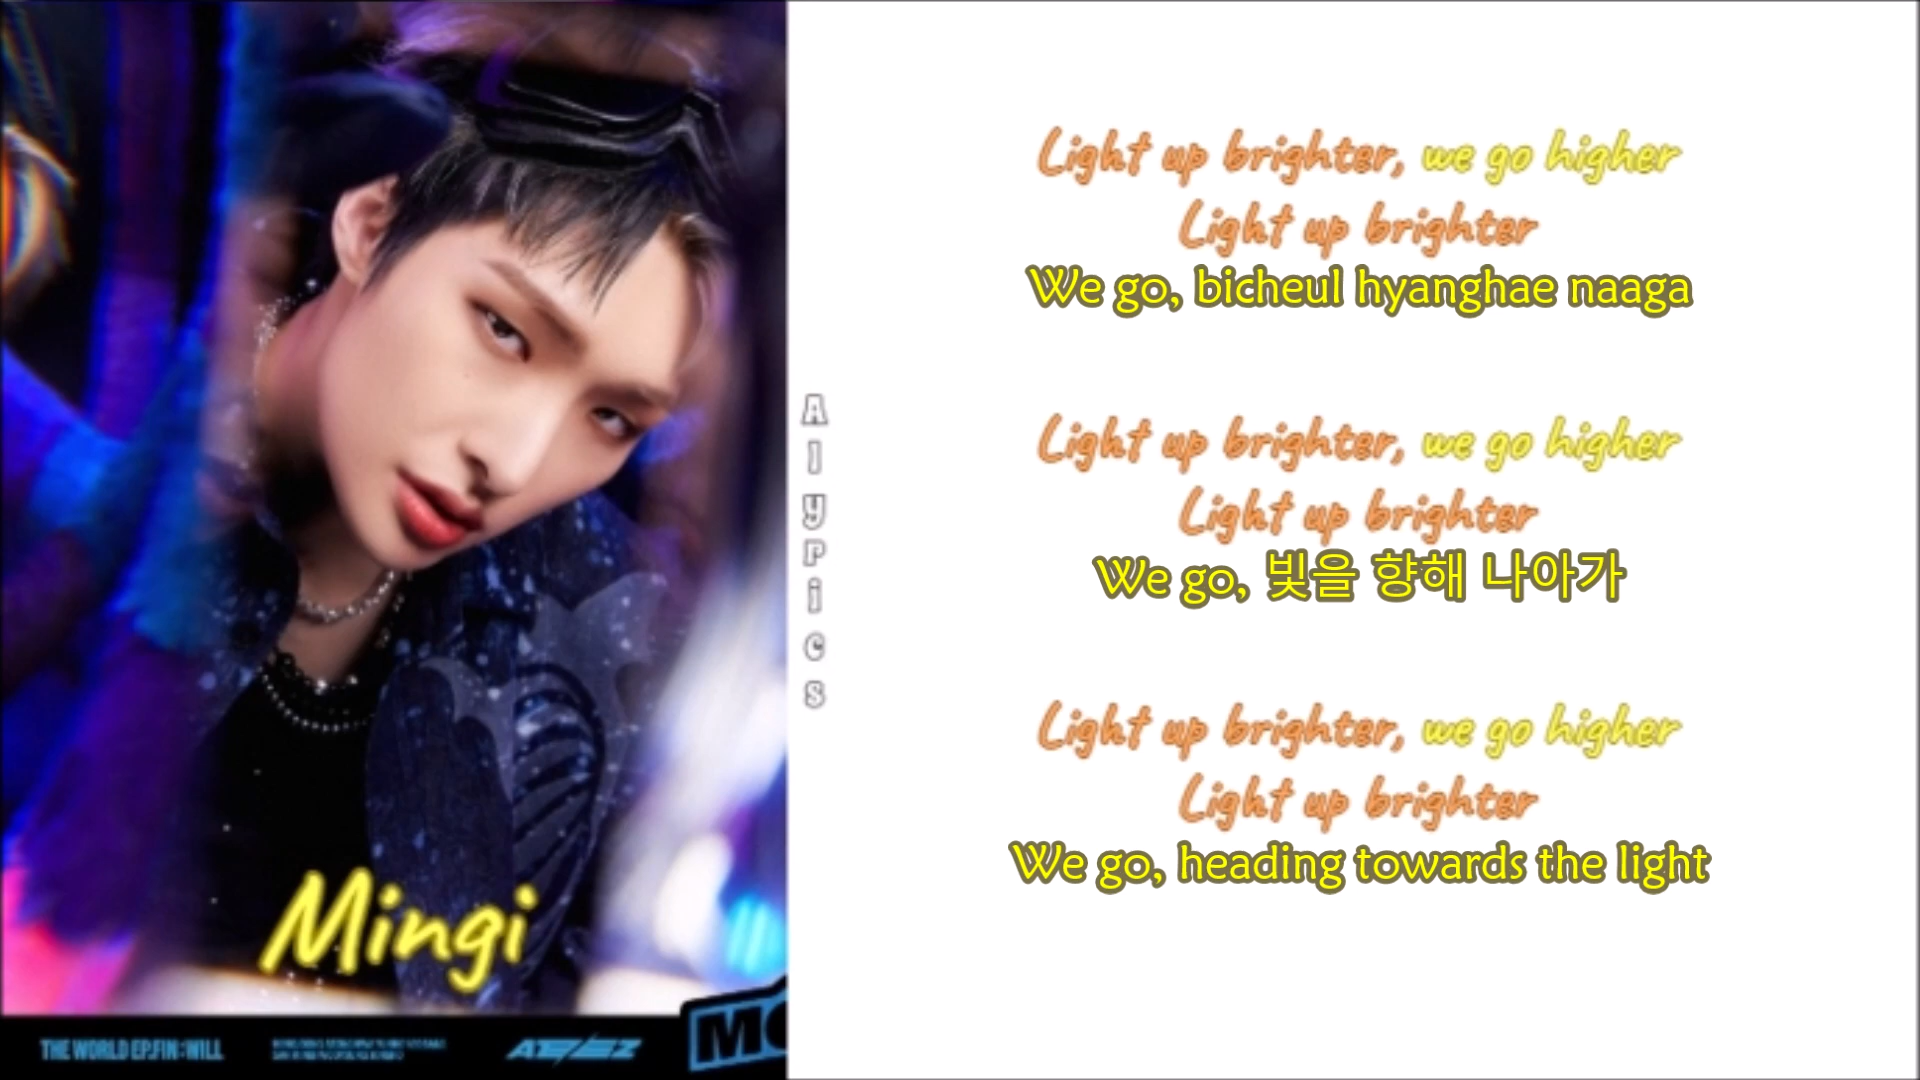 Light up brighter, we go higher
Light up brighter
We go, bicheul hyanghae naaga
Light up brighter, we go higher
Light up brighter
We go, 빛을 향해 나아가
Light up brighter, we go higher
Light up brighter
We go, heading towards the light
Alyrics
Mingi
THE WORLD EP.FIN : WILL
ATEEZ